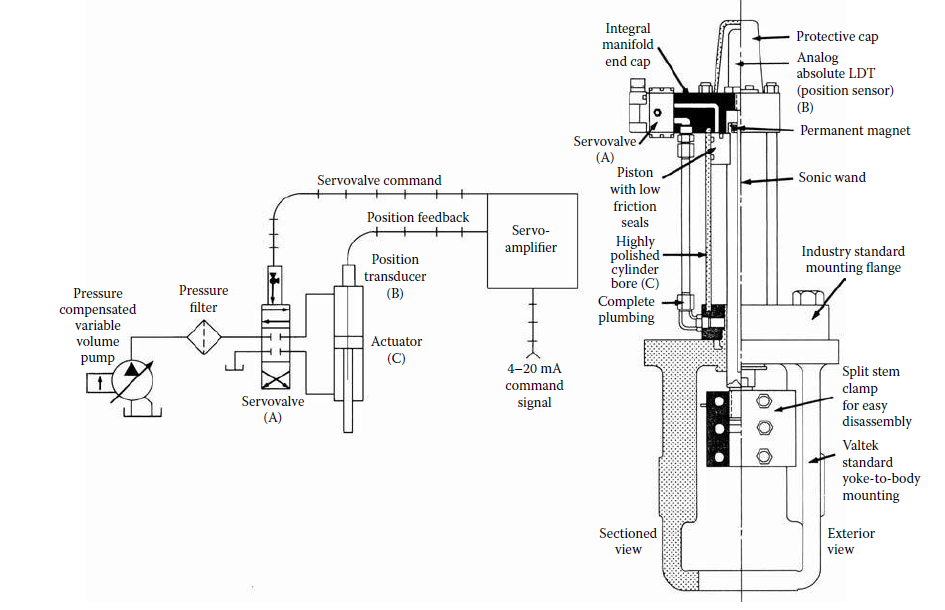 Servovalve command
Position feedback
Servo-
amplifier
Position
transducer
(B)
Pressure
compensated
variable
volume
pump
Pressure
filter
Actuator
(C)
Servovalve
(A)
4–20 mA
command
signal
Integral
manifold
end cap
Protective cap
Analog
absolute LDT
(position sensor)
(B)
Permanent magnet
Servovalve
(A)
Piston
with low
friction
seals
Sonic wand
Highly
polished
cylinder
bore (C)
Industry standard
mounting flange
Complete
plumbing
Split stem
clamp
for easy
disassembly
Valtek
standard
yoke-to-body
mounting
Sectioned
view
Exterior
view